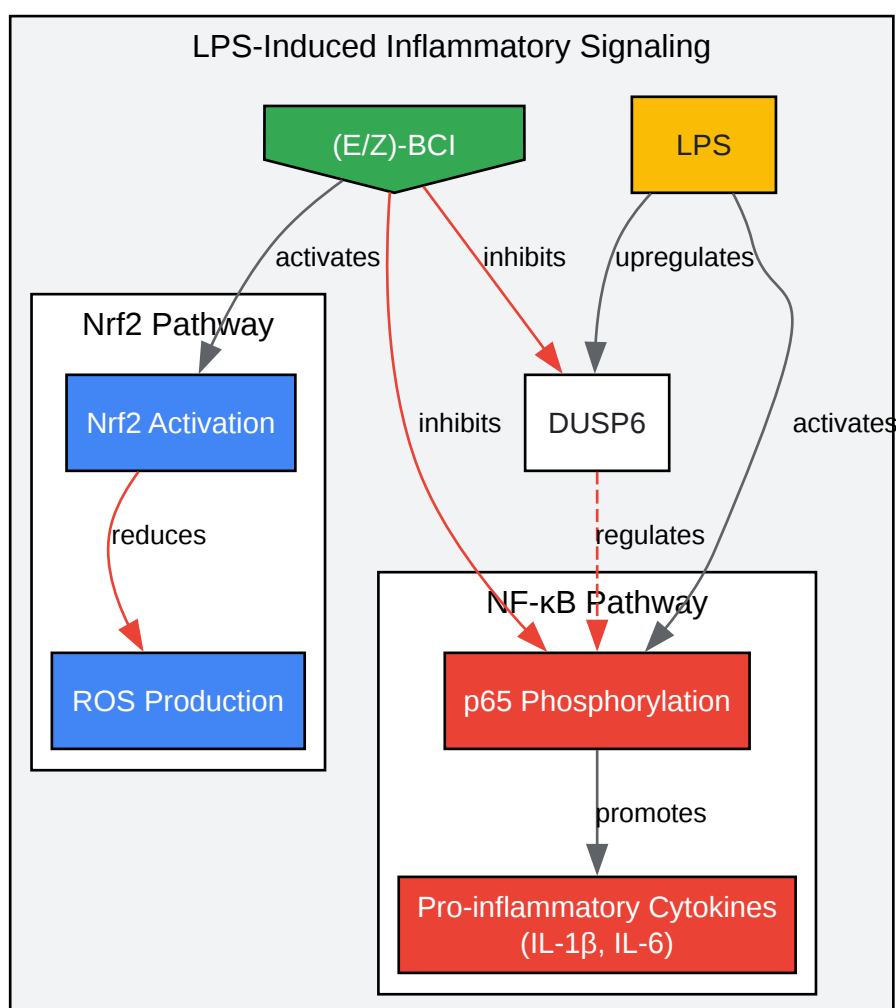 LPS-Induced Inflammatory Signaling
(E/Z)-BCI
LPS
activates
inhibits
upregulates
Nrf2 Pathway
Nrf2 Activation
inhibits
DUSP6
activates
reduces
regulates
NF-κB Pathway
ROS Production
p65 Phosphorylation
promotes
Pro-inflammatory Cytokines
(IL-1β, IL-6)